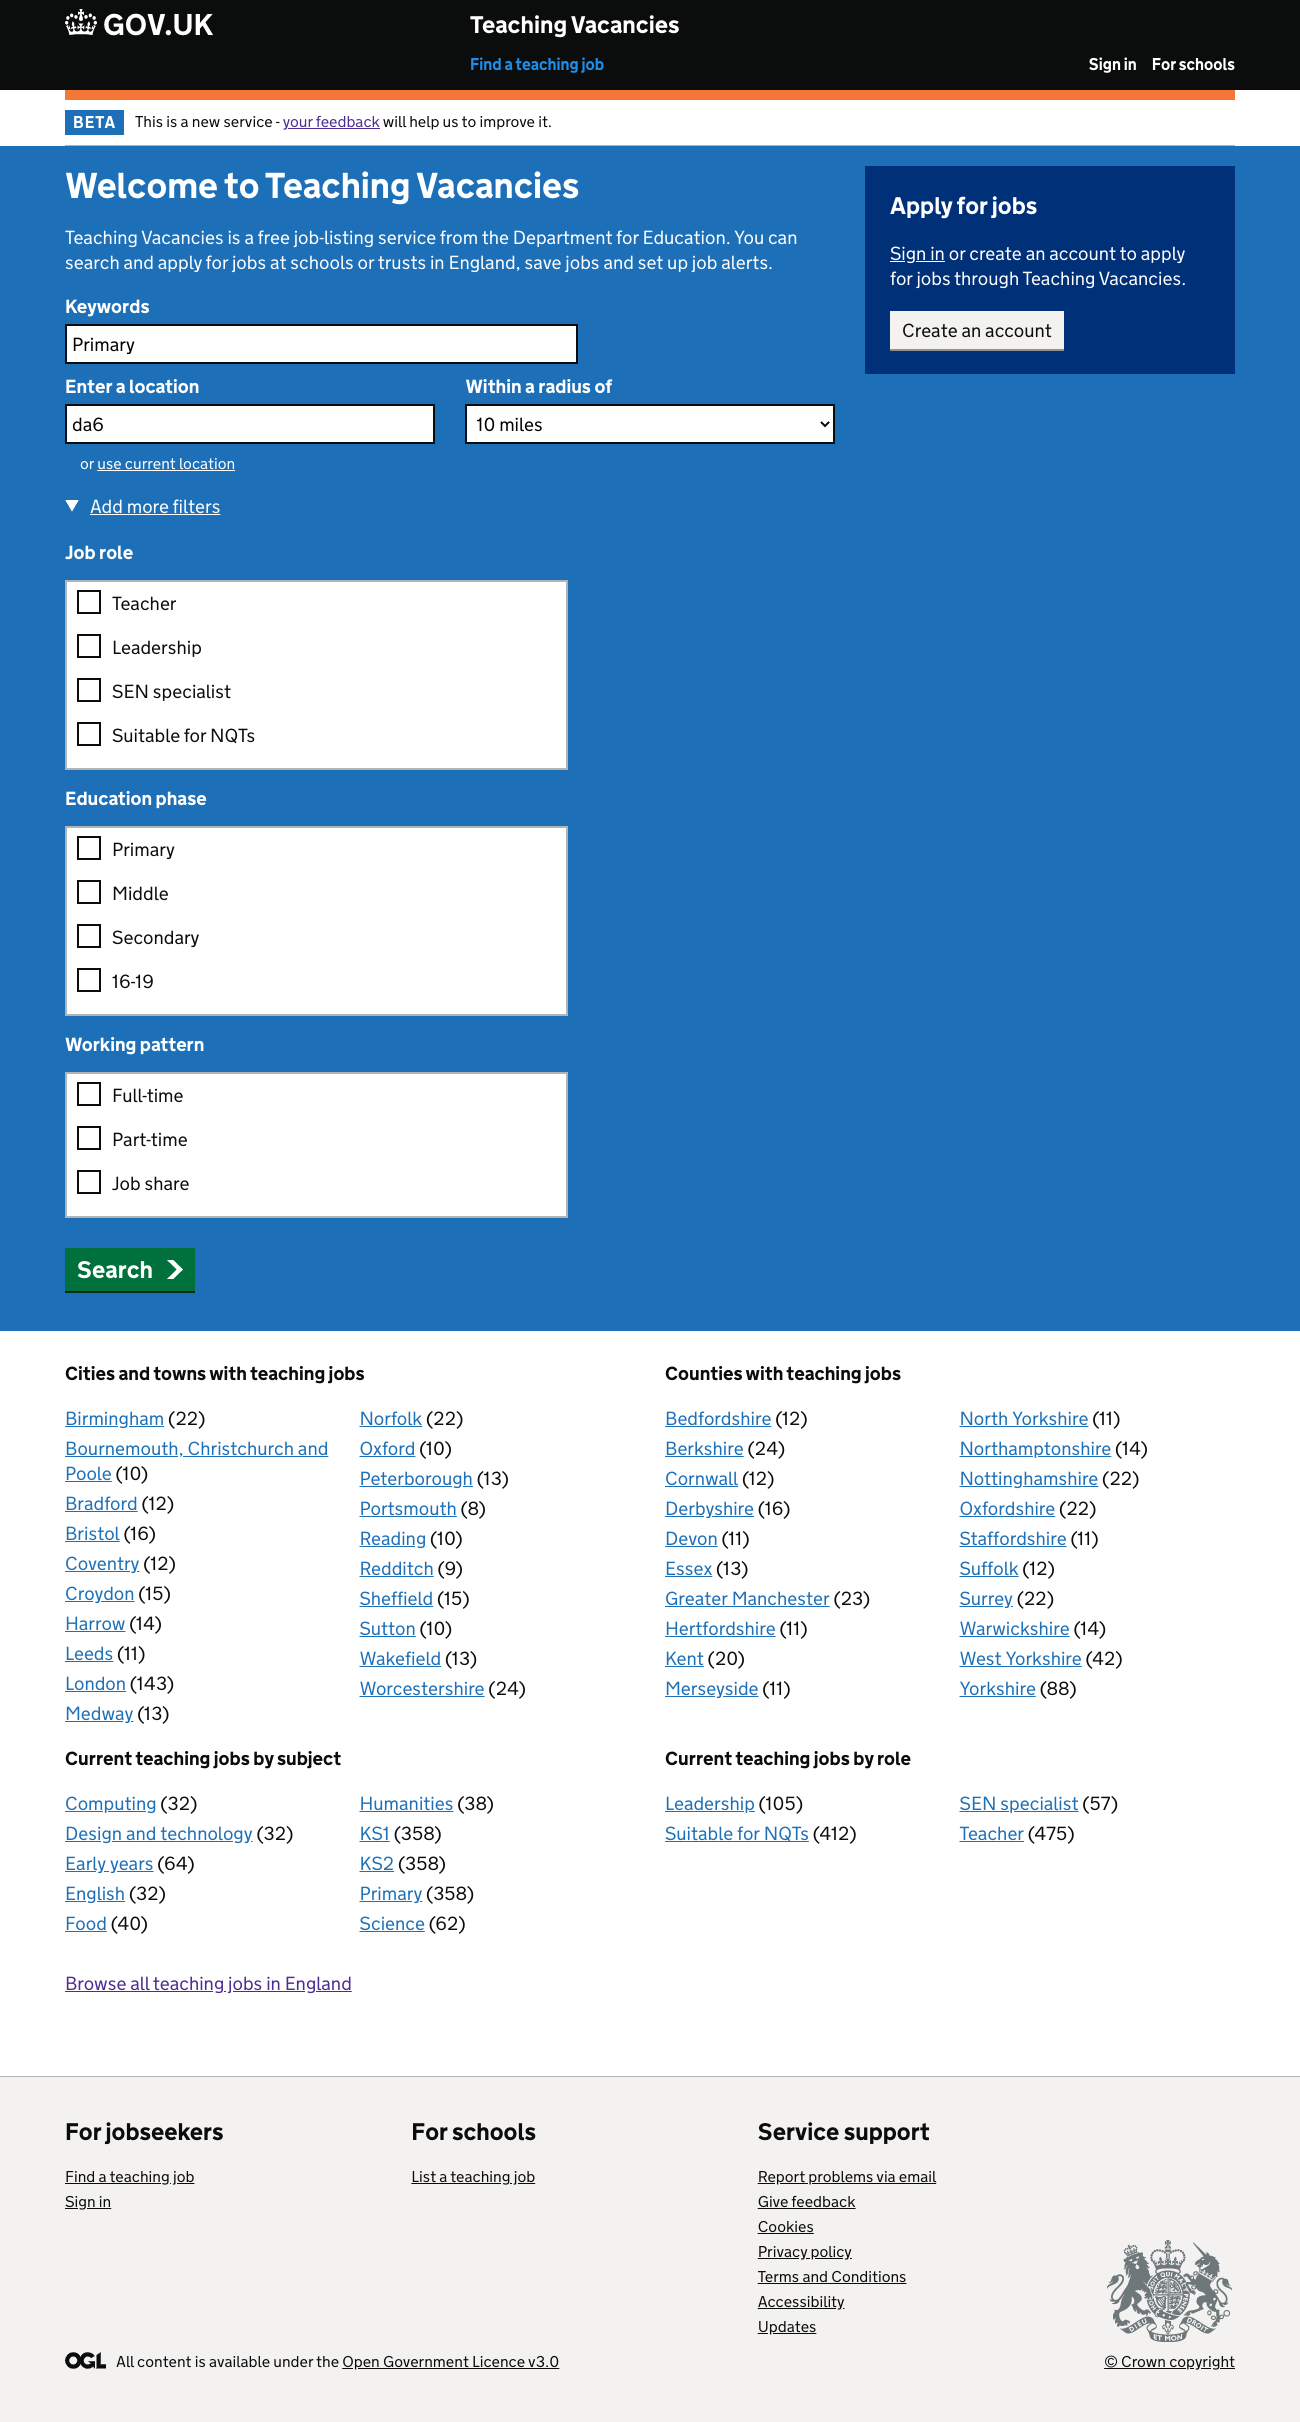 GOV.UK
Teaching Vacancies
Find a teaching job
Sign in For schools
BETA This is a new service - your feedback will help us to improve it.
Welcome to Teaching Vacancies
Teaching Vacancies is a free job-listing service from the Department for Education. You can
search and apply for jobs at schools or trusts in England, save jobs and set up job alerts.
Keywords
Primary
Enter a location
da6
or use current location
Within a radius of
10 miles
Add more filters
Job role
Teacher
Leadership
SEN specialist
Suitable for NQTs
Education phase
Primary
Middle
Secondary
16-19
Working pattern
Full-time
Part-time
Job share
Search
Apply for jobs
Sign in or create an account to apply
for jobs through Teaching Vacancies.
Create an account
Cities and towns with teaching jobs
Birmingham (22)
Bournemouth, Christchurch and
Poole (10)
Bradford (12)
Bristol (16)
Coventry (12)
Croydon (15)
Harrow (14)
Leeds (11)
London (143)
Medway (13)
Norfolk (22)
Oxford (10)
Peterborough (13)
Portsmouth (8)
Reading (10)
Redditch (9)
Sheffield (15)
Sutton (10)
Wakefield (13)
Worcestershire (24)
Counties with teaching jobs
Bedfordshire (12)
Berkshire (24)
Cornwall (12)
Derbyshire (16)
Devon (11)
Essex (13)
Greater Manchester (23)
Hertfordshire (11)
Kent (20)
Merseyside (11)
North Yorkshire (11)
Northamptonshire (14)
Nottinghamshire (22)
Oxfordshire (22)
Staffordshire (11)
Suffolk (12)
Surrey (22)
Warwickshire (14)
West Yorkshire (42)
Yorkshire (88)
Current teaching jobs by subject
Computing (32)
Design and technology (32)
Early years (64)
English (32)
Food (40)
Humanities (38)
KS1 (358)
KS2 (358)
Primary (358)
Science (62)
Current teaching jobs by role
Leadership (105)
Suitable for NQTs (412)
SEN specialist (57)
Teacher (475)
Browse all teaching jobs in England
For jobseekers
Find a teaching job
Sign in
For schools
List a teaching job
Service support
Report problems via email
Give feedback
Cookies
Privacy policy
Terms and Conditions
Accessibility
Updates
OGL All content is available under the Open Government Licence v3.0
© Crown copyright